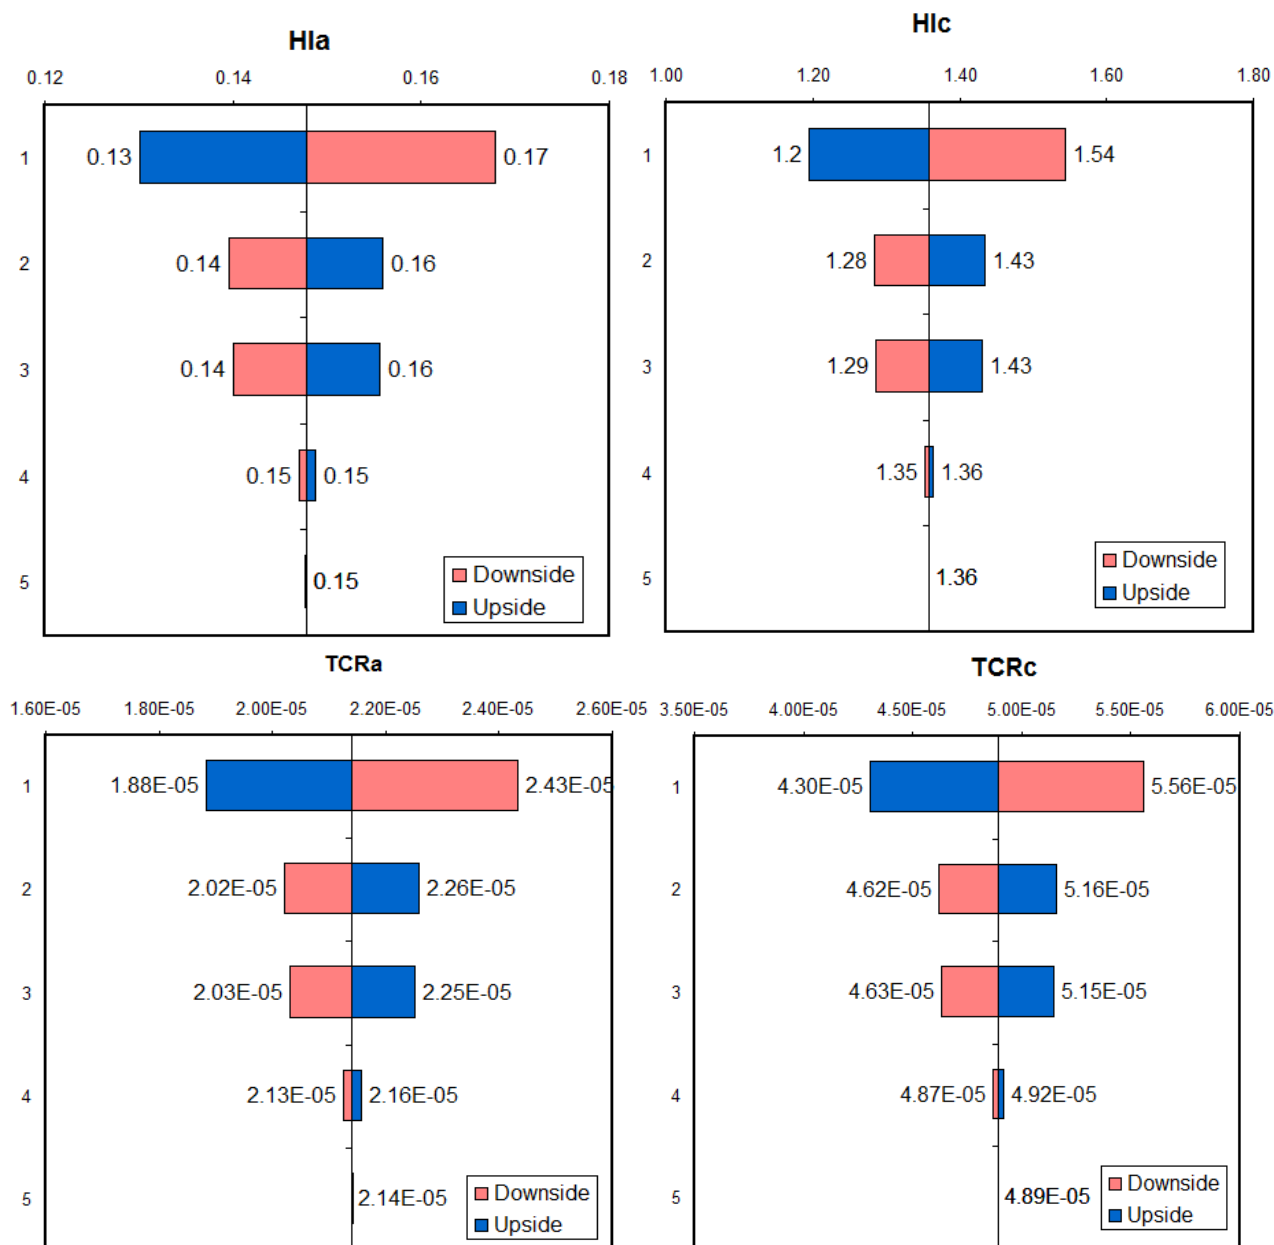 HIa
0.12 0.14 0.16 0.18
1 0.13 0.17
2 0.14 0.16
3 0.14 0.16
4 0.15 0.15
5 0.15
Downside
Upside
HIc
1.00 1.20 1.40 1.60 1.80
1 1.2 1.54
2 1.28 1.43
3 1.29 1.43
4 1.35 1.36
5 1.36
Downside
Upside
TCRa
1.60E-05 1.80E-05 2.00E-05 2.20E-05 2.40E-05 2.60E-05
1 1.88E-05 2.43E-05
2 2.02E-05 2.26E-05
3 2.03E-05 2.25E-05
4 2.13E-05 2.16E-05
5 2.14E-05
Downside
Upside
TCRc
3.50E-05 4.00E-05 4.50E-05 5.00E-05 5.50E-05 6.00E-05
1 4.30E-05 5.56E-05
2 4.62E-05 5.16E-05
3 4.63E-05 5.15E-05
4 4.87E-05 4.92E-05
5 4.89E-05
Downside
Upside